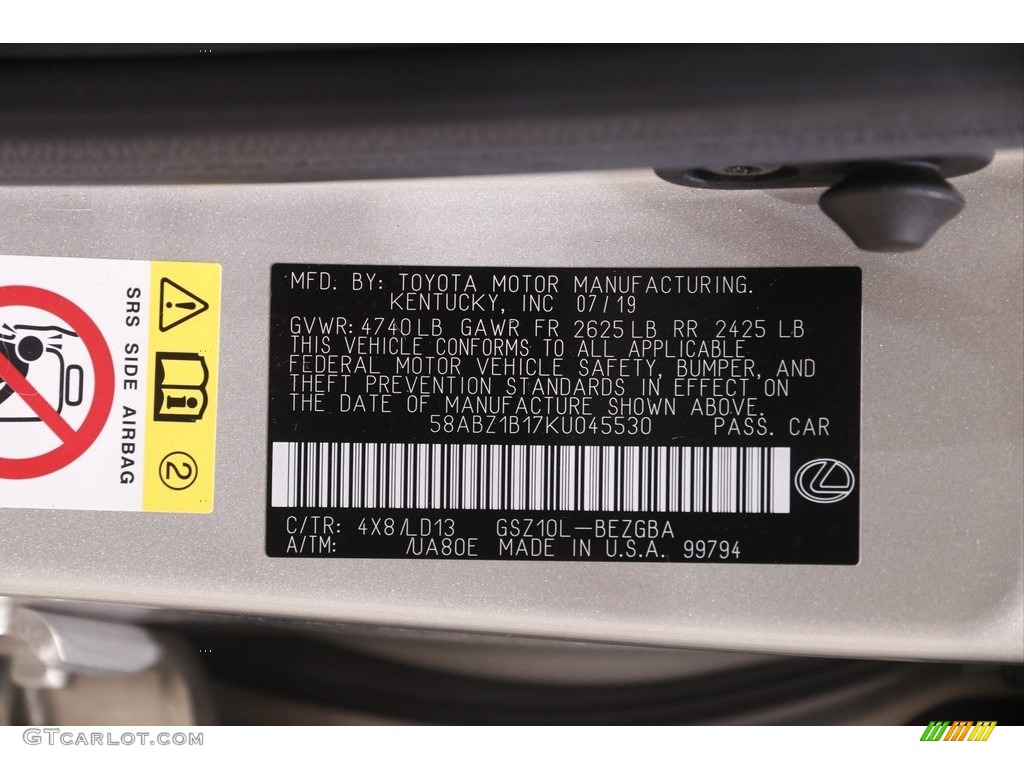 MFD. BY: TOYOTA MOTOR MANUFACTURING.
KENTUCKY, INC 07/19
GVWR: 4740 LB GAWR FR 2625 LB RR 2425 LB
THIS VEHICLE CONFORMS TO ALL APPLICABLE
FEDERAL MOTOR VEHICLE SAFETY, BUMPER, AND
THEFT PREVENTION STANDARDS IN EFFECT ON
THE DATE OF MANUFACTURE SHOWN ABOVE.
58ABZ1B17KU045530 PASS. CAR
C/TR: 4X8/LD13 GSZ10L-BEZGBA
A/TM: /UA80E MADE IN U.S.A. 99794
SRS SIDE AIRBAG
2
GTCARLOT.COM